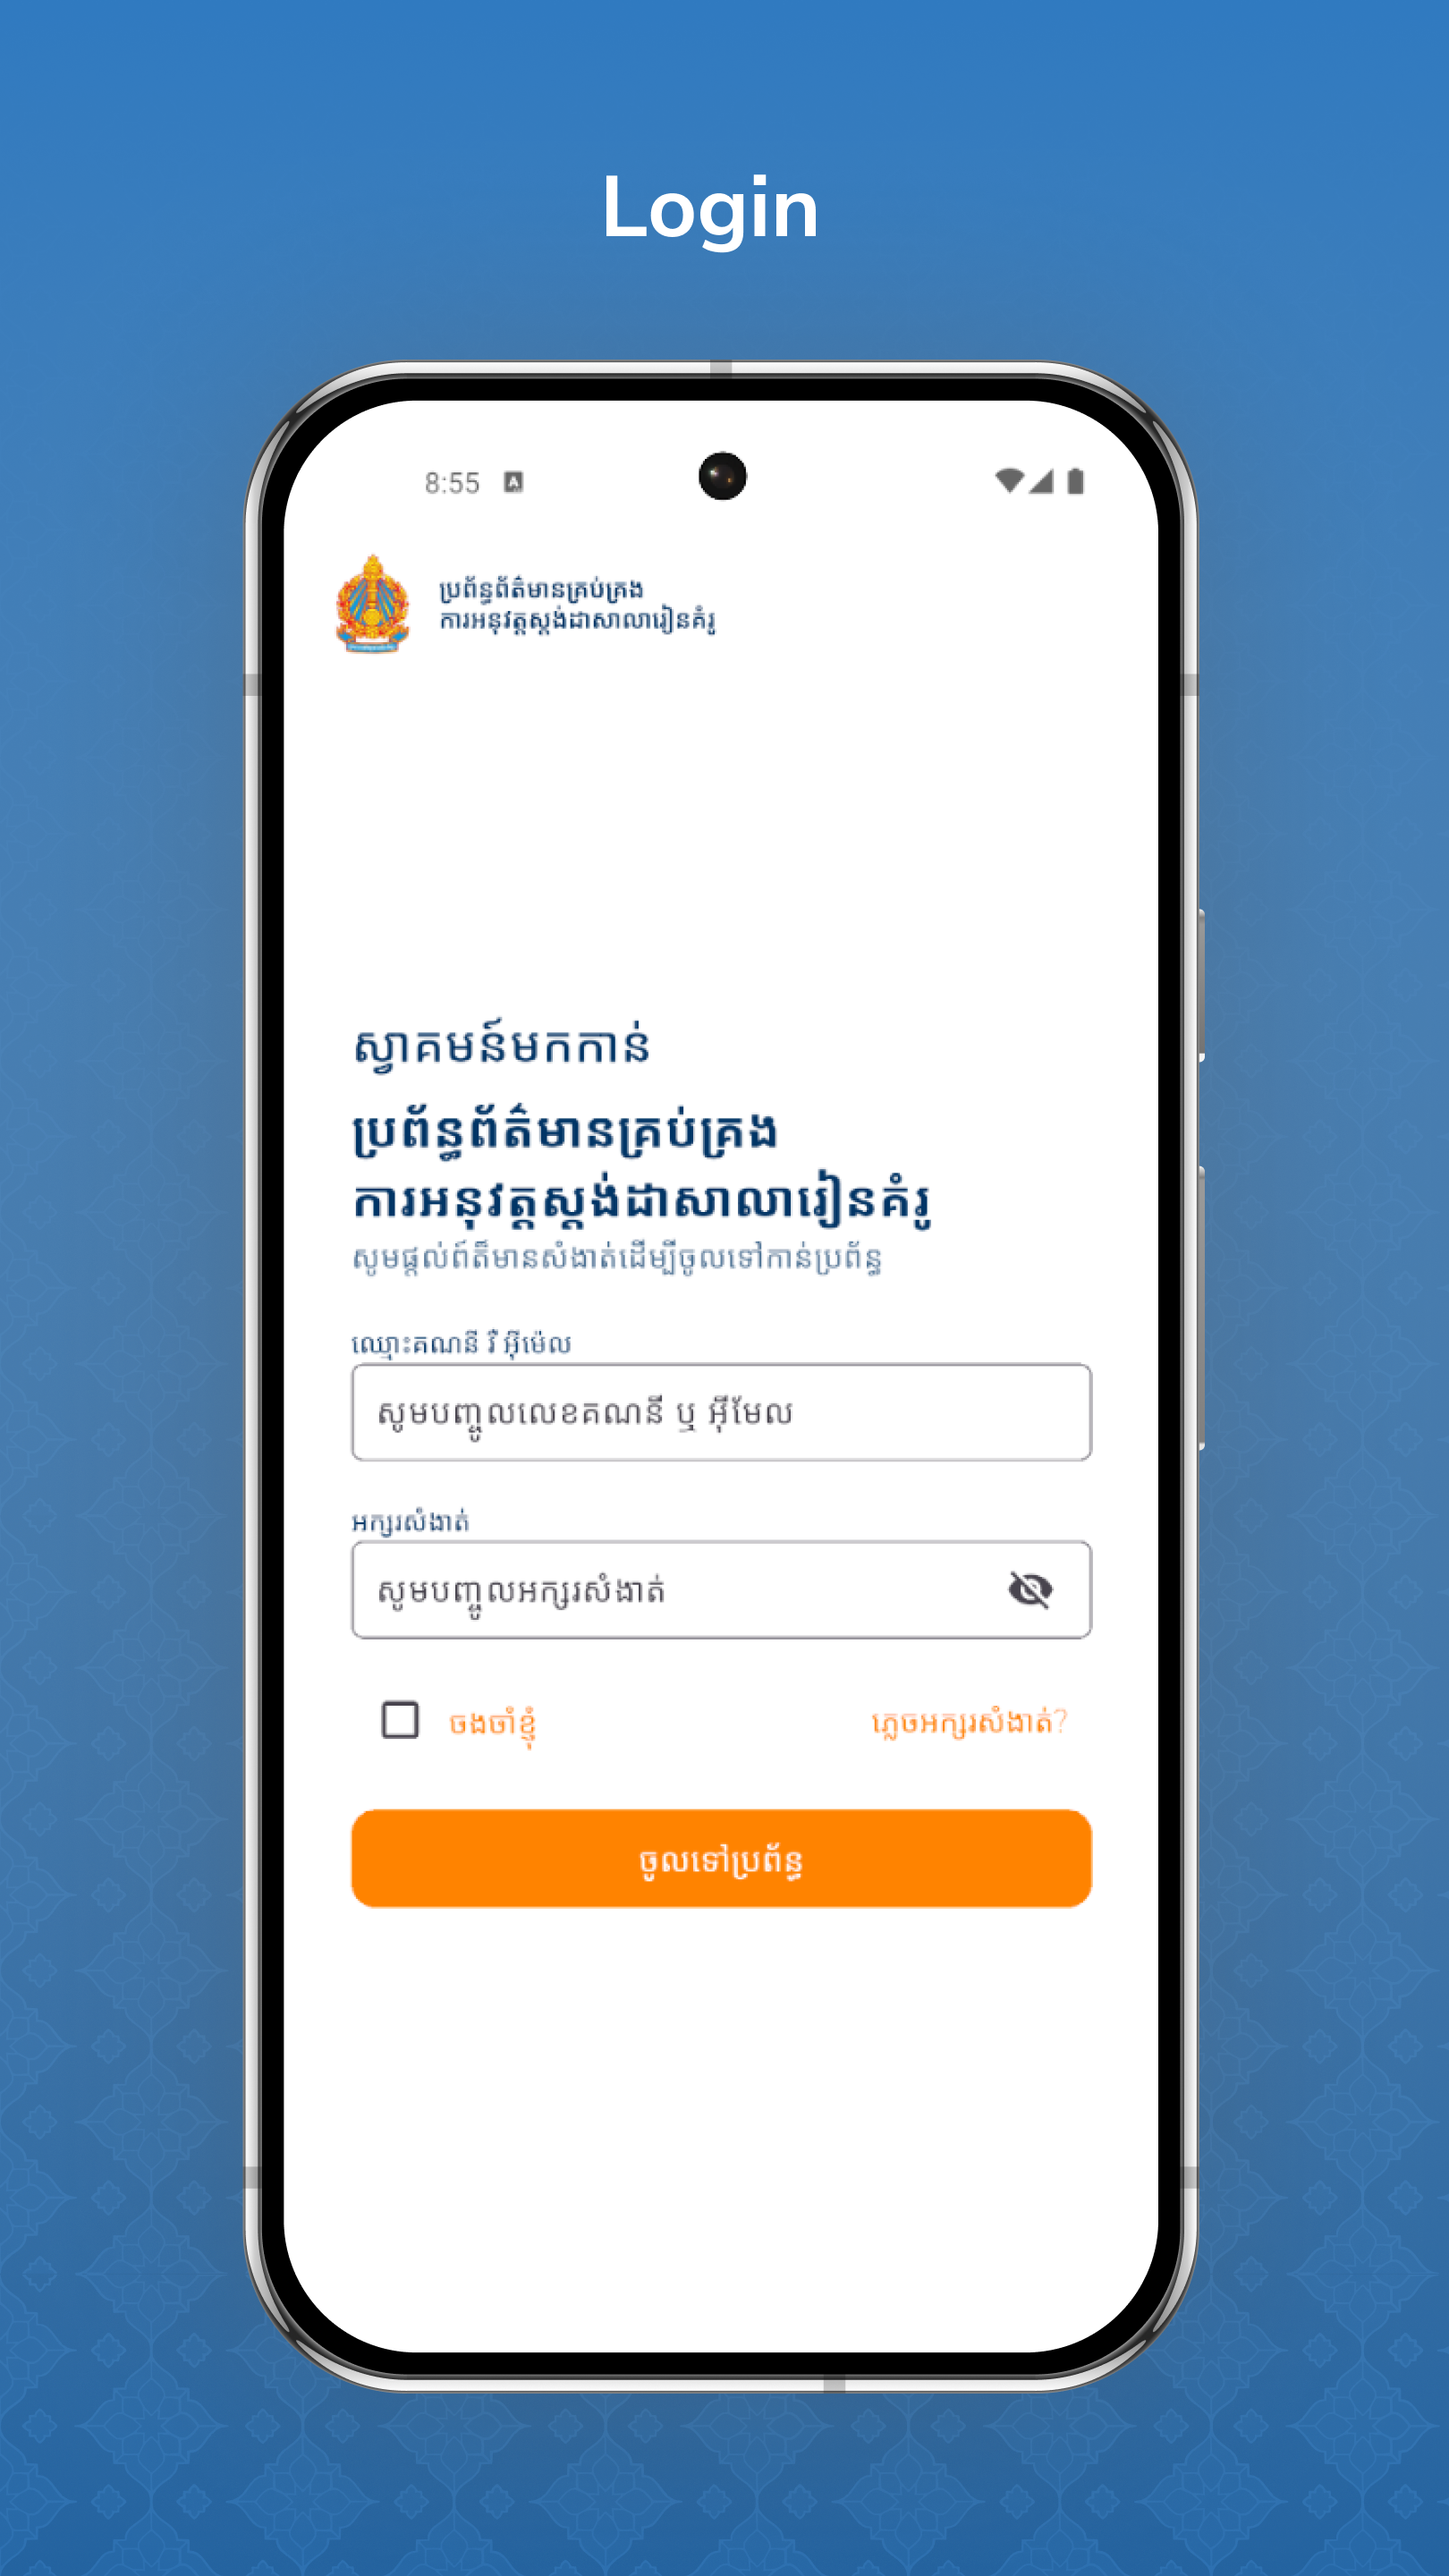 Login
8:55
ប្រព័ន្ធព័ត៌មានគ្រប់គ្រង
ការអនុវត្តស្តង់ដាសាលារៀនគំរូ
ស្វាគមន៍មកកាន់
ប្រព័ន្ធព័ត៌មានគ្រប់គ្រង
ការអនុវត្តស្តង់ដាសាលារៀនគំរូ
សូមផ្តល់ព័ត៌មានសំងាត់ដើម្បីចូលទៅកាន់ប្រព័ន្ធ
ឈ្មោះគណនី រឺ អ៊ីម៉េល
សូមបញ្ចូលលេខគណនី ឬ អ៊ីមែល
អក្សរសំងាត់
សូមបញ្ចូលអក្សរសំងាត់
ចងចាំខ្ញុំ
ភ្លេចអក្សរសំងាត់?
ចូលទៅប្រព័ន្ធ